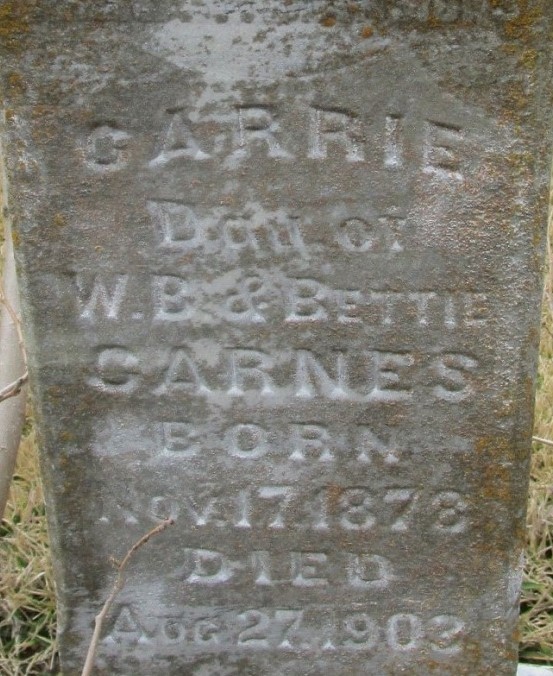 CARRIE
Dau. of
W.B & BETTIE
CARNES
BORN
Nov. 17. 1878
DIED
AUG 27. 1903